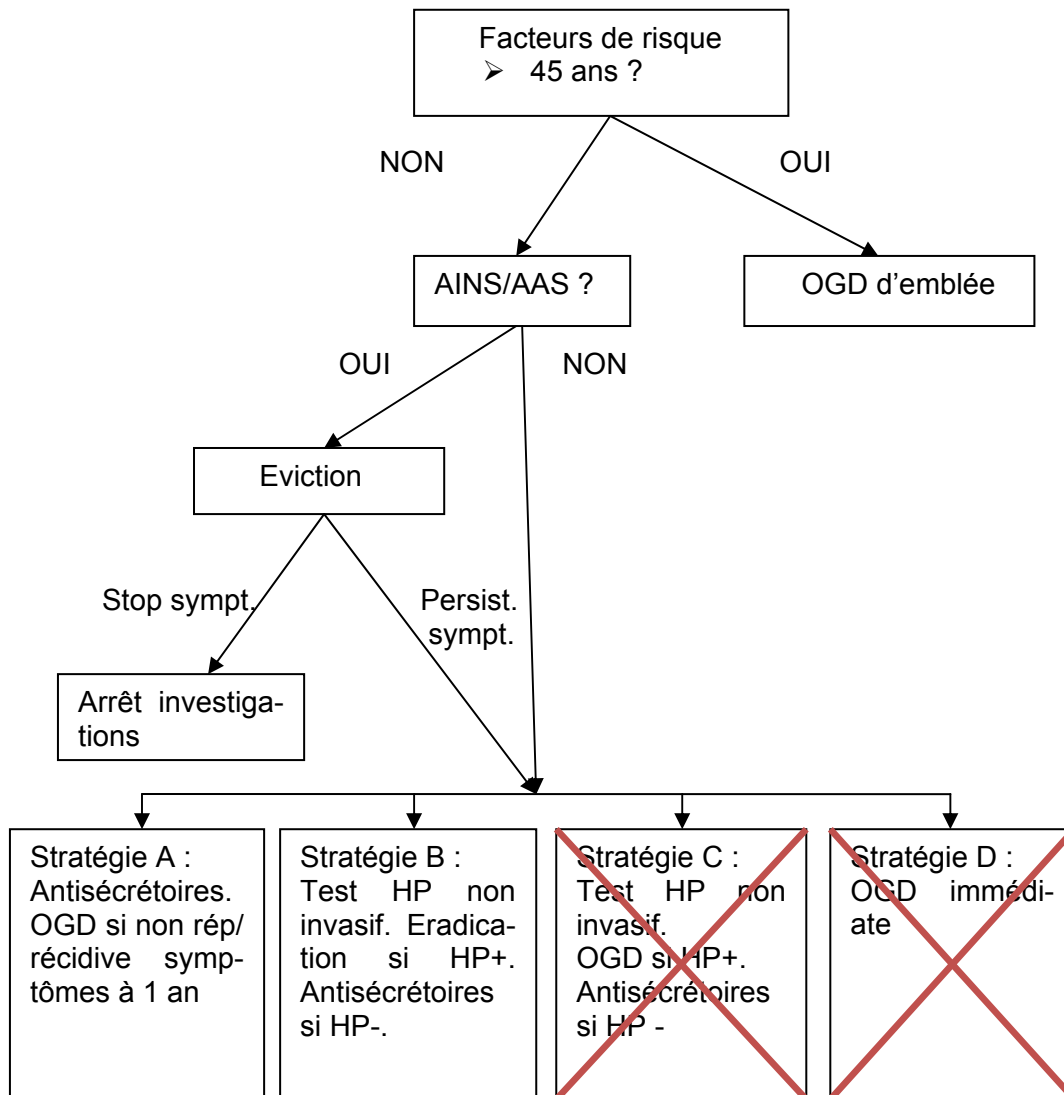 Facteurs de risque
➢ 45 ans ?
NON
OUI
AINS/AAS ?
OGD d'emblée
OUI
NON
Eviction
Stop sympt.
Persist.
sympt.
Arrêt investiga-
tions
Stratégie A :
Antisécrétoires.
OGD si non rép/
récidive symp-
tômes à 1 an
Stratégie B :
Test HP non
invasif. Eradica-
tion si HP+.
Antisécrétoires
si HP-.
Stratégie C :
Test HP non
invasif.
OGD si HP+.
Antisécrétoires
si HP -
Stratégie D :
OGD immédi-
ate